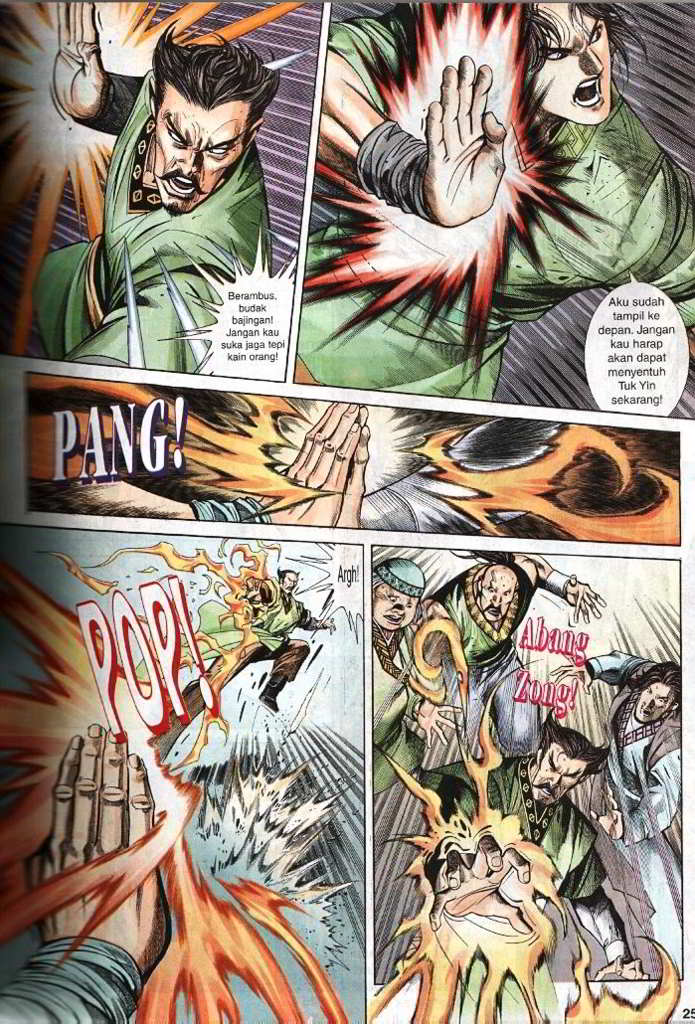 Berambus,
budak
bajingan!
Jangan kau
suka jaga tepi
kain orang!
Aku sudah
tampil ke
depan. Jangan
kau harap
akan dapat
menyentuh
Tuk Yin
sekarang!
PANG!
POP!
Argh!
Abang
Zong!
25